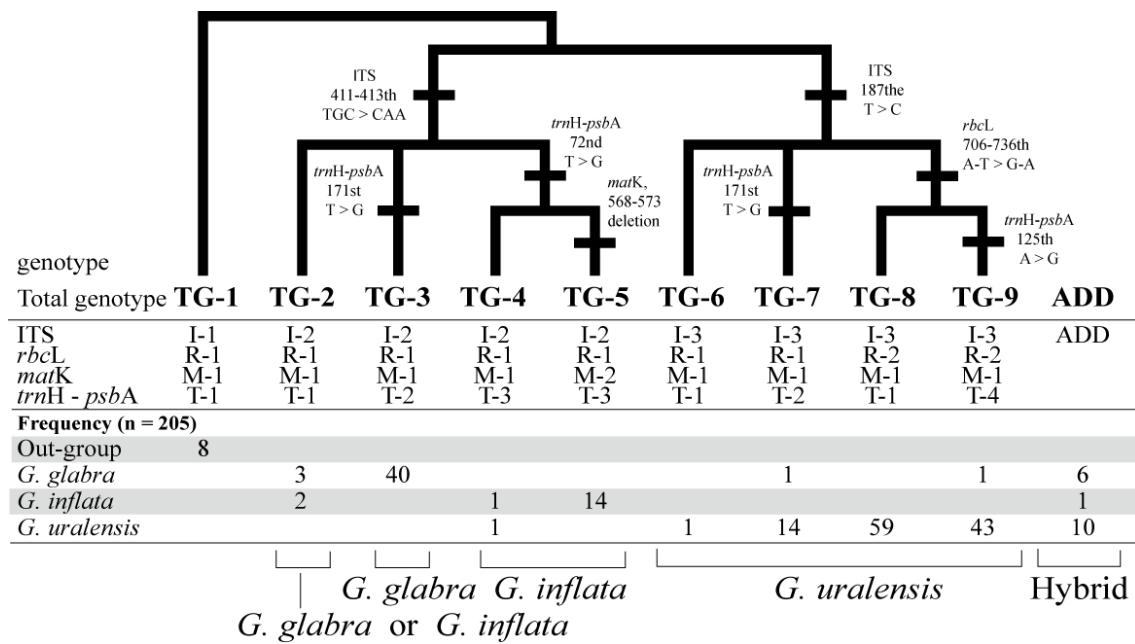 ITS
411-413th
TGC > CAA
ITS
187the
T > C
trnH-psbA
72nd
T > G
rbcL
706-736th
A-T > G-A
trnH-psbA
171st
T > G
matK,
568-573
deletion
trnH-psbA
171st
T > G
trnH-psbA
125th
A > G
genotype
Total genotype TG-1 TG-2 TG-3 TG-4 TG-5 TG-6 TG-7 TG-8 TG-9 ADD
ITS I-1 I-2 I-2 I-2 I-2 I-3 I-3 I-3 I-3 ADD
rbcL R-1 R-1 R-1 R-1 R-1 R-1 R-1 R-2 R-2
matK M-1 M-1 M-1 M-1 M-2 M-1 M-1 M-1 M-1
trnH - psbA T-1 T-1 T-2 T-3 T-3 T-1 T-2 T-1 T-4
Frequency (n = 205)
Out-group 8
G. glabra 3 40 1 1 6
G. inflata 2 1 14 1
G. uralensis 1 1 14 59 43 10
G. glabra G. inflata G. uralensis Hybrid
G. glabra or G. inflata